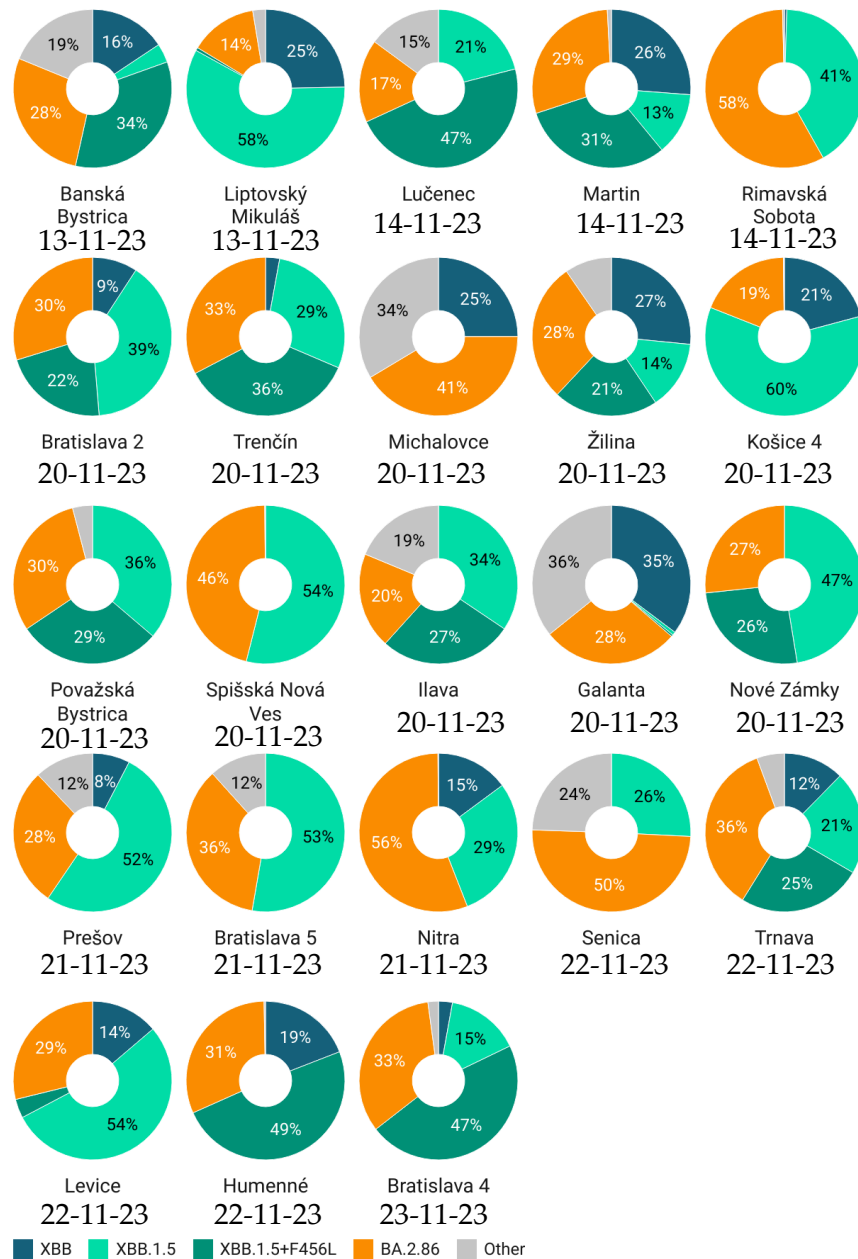 19% 16% 14% 25% 15% 21% 29% 26% 41%
28% 34% 58% 17% 47% 13% 31% 58%
Banská Liptovský Lučenec Martin Rimavská
Bystrica Mikuláš Sobota
13-11-23 13-11-23 14-11-23 14-11-23 14-11-23
30% 9% 33% 29% 34% 25% 28% 27% 19% 21%
39% 22% 36% 41% 14% 21% 60%
Bratislava 2 Trenčín Michalovce Žilina Košice 4
20-11-23 20-11-23 20-11-23 20-11-23 20-11-23
30% 36% 46% 54% 19% 34% 36% 35% 27% 47%
29% 20% 27% 28% 26%
Považská Spišská Nová Ilava Galanta Nové Zámky
Bystrica Ves
20-11-23 20-11-23 20-11-23 20-11-23 20-11-23
12% 8% 12% 15% 24% 26% 12%
28% 52% 36% 53% 56% 29% 50% 36% 21% 25%
Prešov Bratislava 5 Nitra Senica Trnava
21-11-23 21-11-23 21-11-23 22-11-23 22-11-23
29% 14% 31% 19% 33% 15%
54% 49% 47%
Levice Humenné Bratislava 4
22-11-23 22-11-23 23-11-23
XBB XBB.1.5 XBB.1.5+F456L BA.2.86 Other